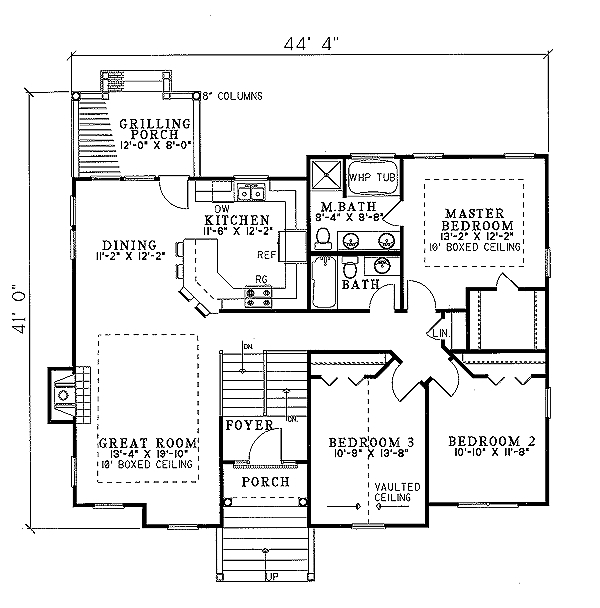 44' 4"
8" COLUMNS
GRILLING
PORCH
12'-0" X 8'-0"
WHP TUB
DW
KITCHEN
11'-6" X 12'-2"
M.BATH
8'-4" X 9'-8"
MASTER
BEDROOM
13'-2" X 12'-2"
10' BOXED CEILING
DINING
11'-2" X 12'-2"
REF
RG
BATH
41' 0"
LIN.
DN.
DN.
FOYER
GREAT ROOM
13'-4" X 19'-10"
10' BOXED CEILING
BEDROOM 3
10'-9" X 13'-8"
BEDROOM 2
10'-10" X 11'-8"
PORCH
VAULTED
CEILING
UP